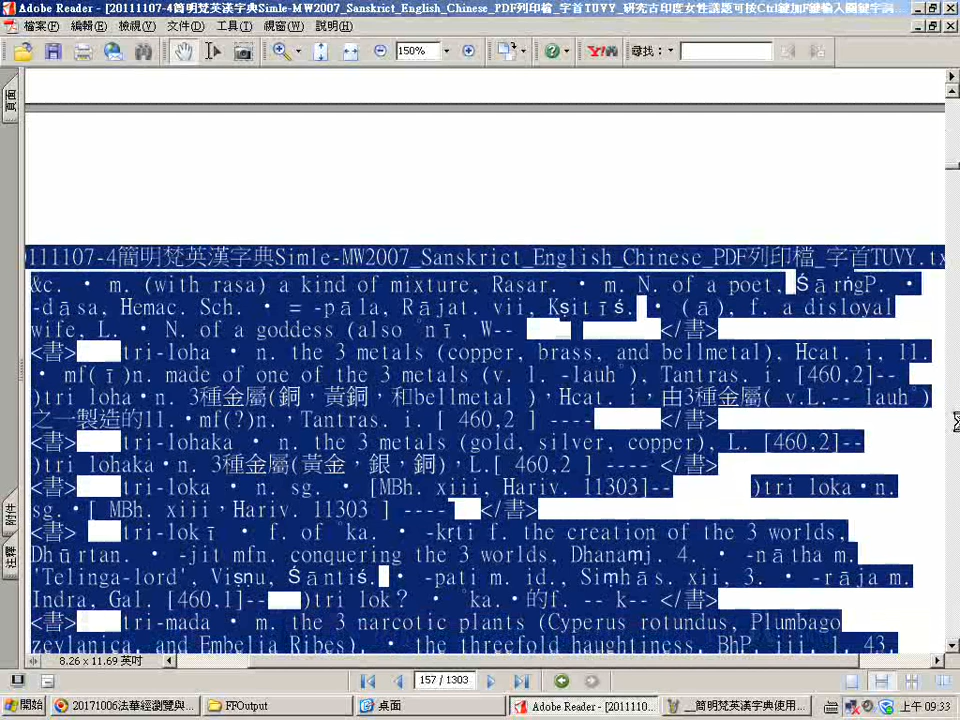 Adobe Reader - [20111107-4簡明梵英漢字典Simle-MW2007_Sanskrict_English_Chinese_PDF列印檔_字首TUVY_研究古印度女性議題可按Ctrl鍵加F鍵輸入關鍵字詞...
檔案(F) 編輯(E) 檢視(V) 文件(D) 工具(T) 視窗(W) 說明(H)
150% Y! 尋找：
頁面
111107-4簡明梵英漢字典Simle-MW2007_Sanskrict_English_Chinese_PDF列印檔_字首TUVY.tx
&c. • m. (with rasa) a kind of mixture, Rasar. • m. N. of a poet, ŚārṅgP. •
-dāsa, Hemac. Sch. • = -pāla, Rājat. vii, Kṣitīś. • (ā), f. a disloyal
wife, L. • N. of a goddess (also °nī, W-- </書>
<書> tri-loha • n. the 3 metals (copper, brass, and bellmetal), Hcat. i, 11.
• mf(ī)n. made of one of the 3 metals (v. l. -lauh°), Tantras. i. [460,2]--
)tri loha•n. 3種金屬(銅，黃銅，和bellmetal )，Hcat. i，由3種金屬( v.L.-- lauh°)
之一製造的11.•mf(?)n.，Tantras. i. [ 460,2 ] ---- </書>
<書> tri-lohaka • n. the 3 metals (gold, silver, copper), L. [460,2]--
)tri lohaka•n. 3種金屬(黃金，銀，銅)，L.[ 460,2 ] ---- </書>
<書> tri-loka • n. sg. • [MBh. xiii, Hariv. 11303]-- )tri loka•n.
sg.•[ MBh. xiii，Hariv. 11303 ] ---- </書>
<書> tri-lokī • f. of °ka. • -kṛti f. the creation of the 3 worlds,
Dhūrtan. • -jit mfn. conquering the 3 worlds, Dhanaṃj. 4. • -nātha m.
'Telinga-lord', Viṣṇu, Śāntiś. • -pati m. id., Siṃhās. xii, 3. • -rāja m.
Indra, Gal. [460,1]-- )tri lok? • °ka.•的f. -- k-- </書>
<書> tri-mada • m. the 3 narcotic plants (Cyperus rotundus, Plumbago
zeylanica, and Embelia Ribes). • the threefold haughtiness, BhP. iii, 1, 43.
附件
註釋
8.26 x 11.69 英吋
157 / 1303
開始 20171006法華經瀏覽與... FFOutput 桌面 Adobe Reader - [2011110... __簡明梵英字典使用... 上午 09:33